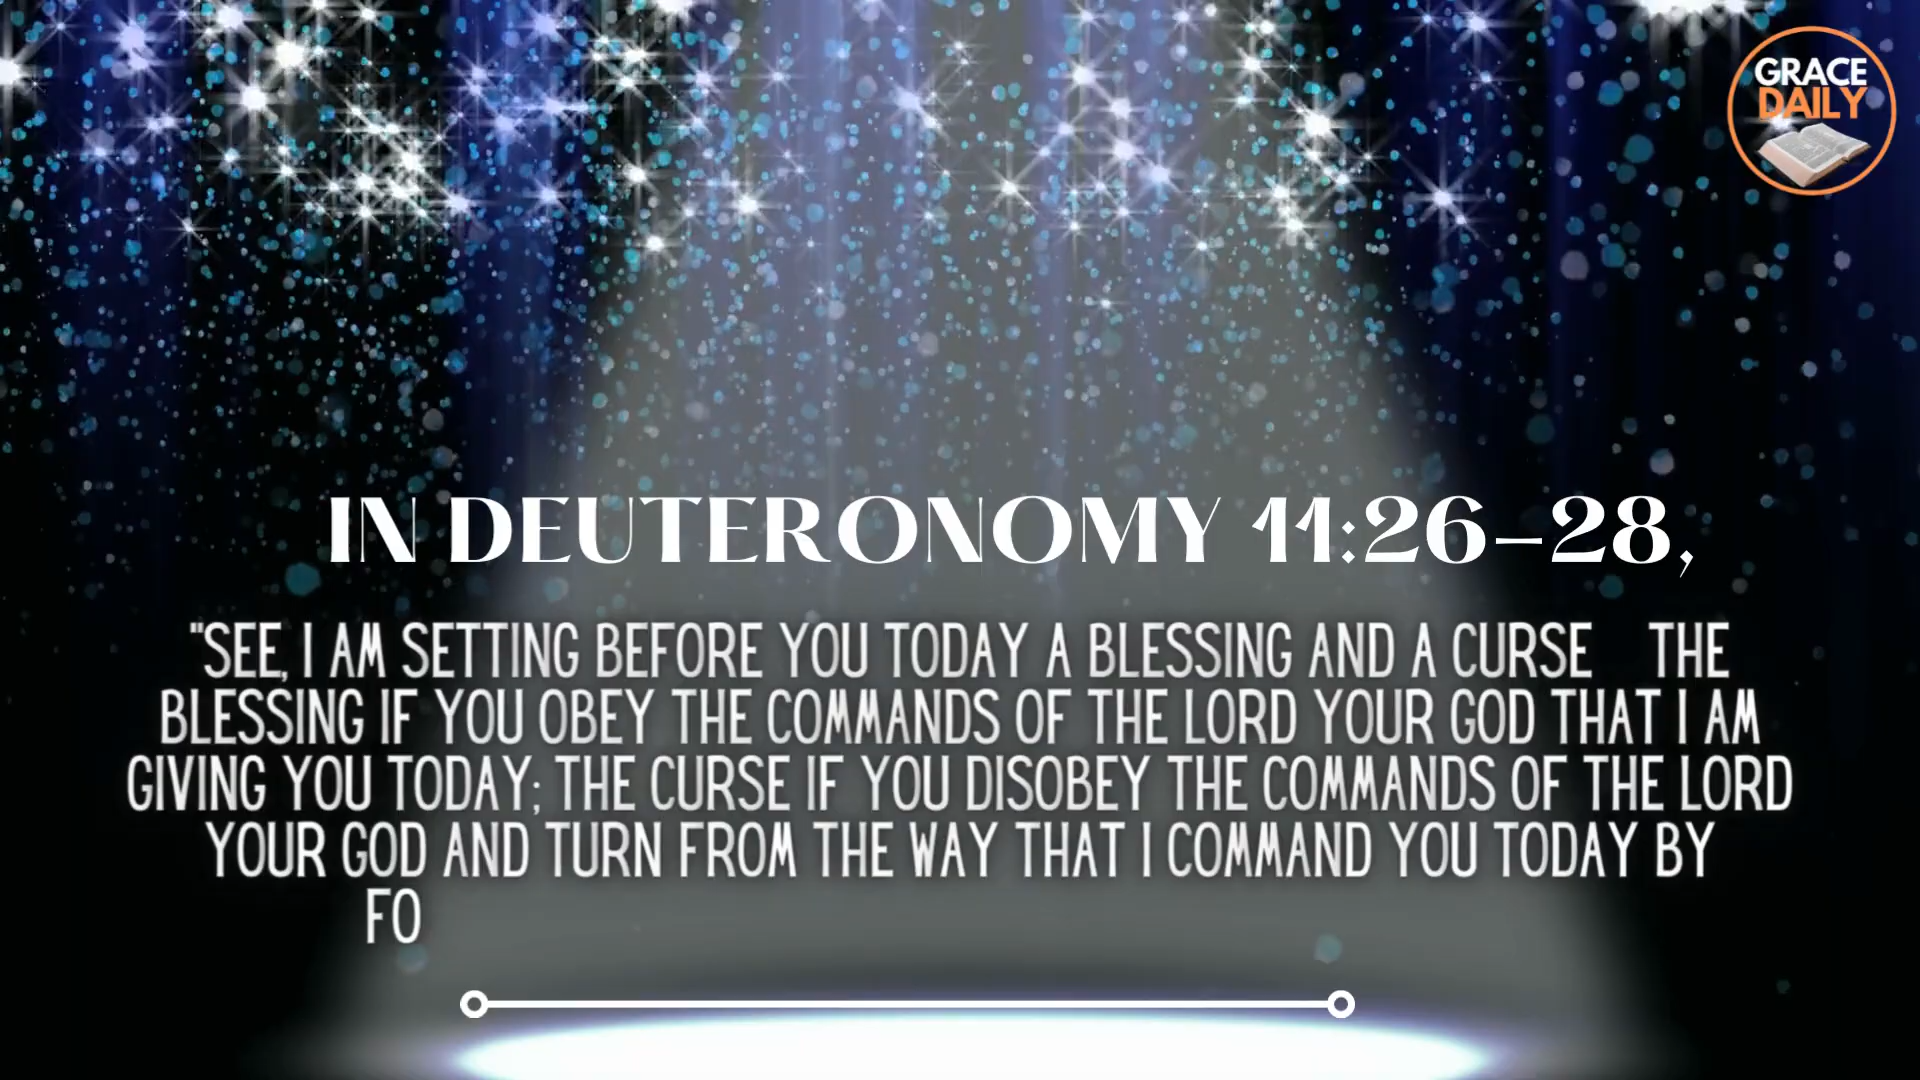 GRACE
DAILY
IN DEUTERONOMY 11:26–28,
"SEE, I AM SETTING BEFORE YOU TODAY A BLESSING AND A CURSE THE
BLESSING IF YOU OBEY THE COMMANDS OF THE LORD YOUR GOD THAT I AM
GIVING YOU TODAY; THE CURSE IF YOU DISOBEY THE COMMANDS OF THE LORD
YOUR GOD AND TURN FROM THE WAY THAT I COMMAND YOU TODAY BY
FO